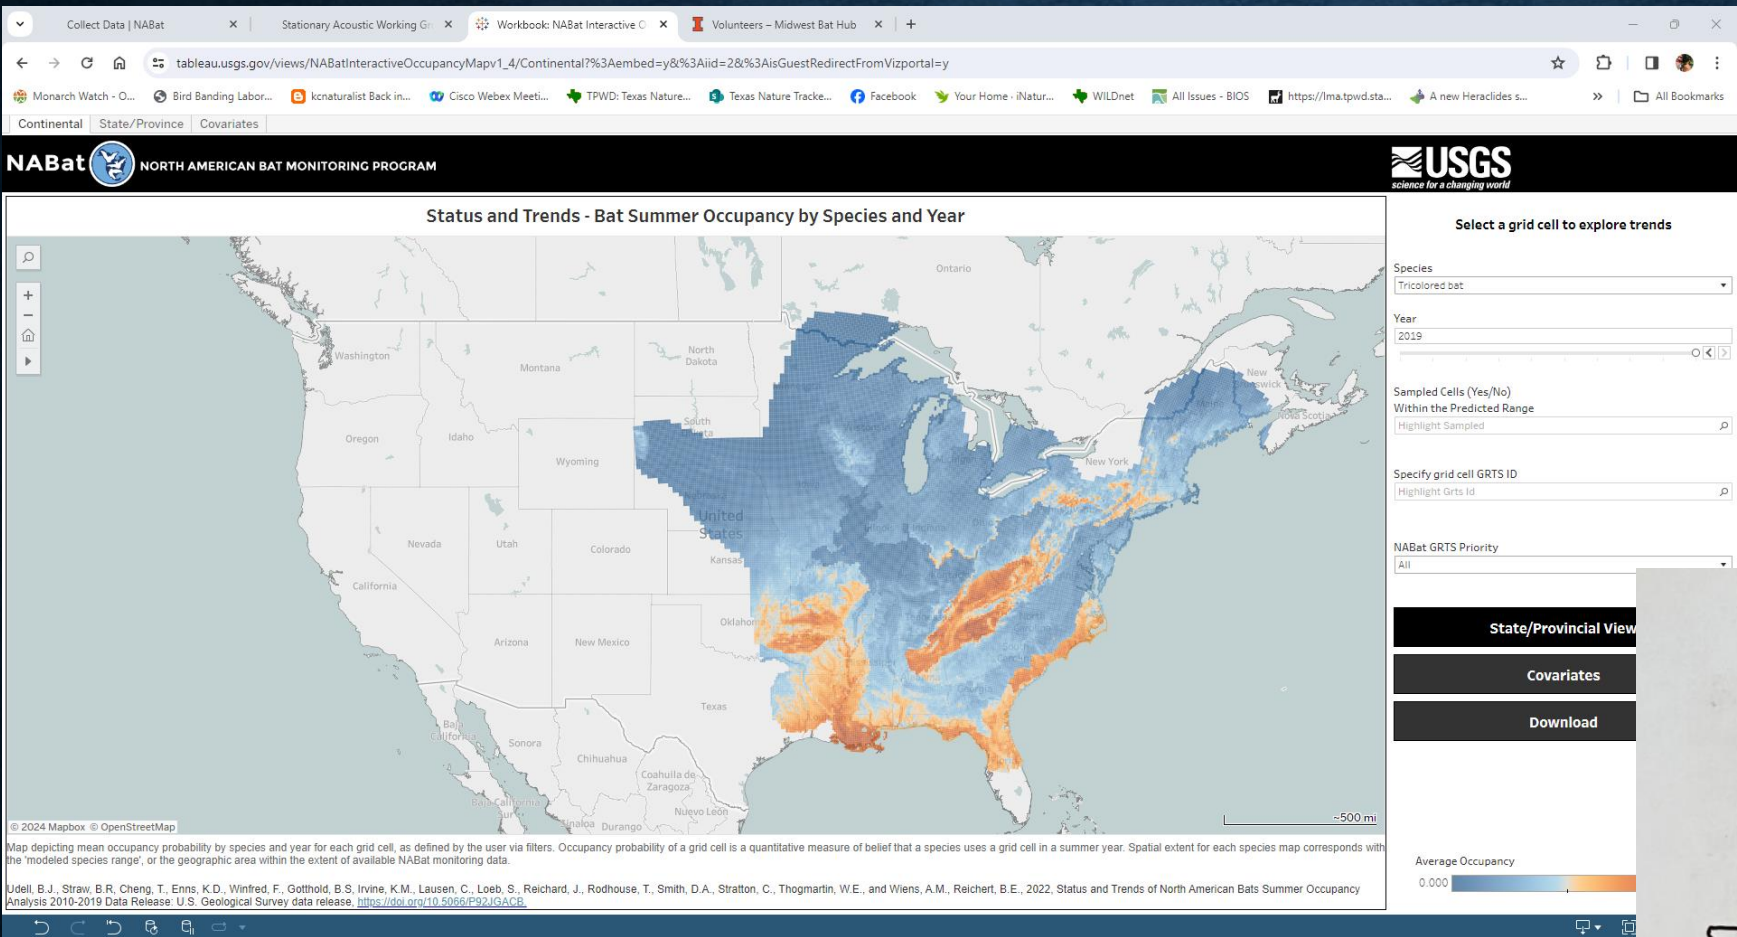 Collect Data | NABat
Stationary Acoustic Working Gr
Workbook: NABat Interactive O
Volunteers – Midwest Bat Hub
tableau.usgs.gov/views/NABatInteractiveOccupancyMapv1_4/Continental?%3Aembed=y&%3Aiid=2&%3AisGuestRedirectFromVizportal=y
Monarch Watch - O... Bird Banding Labor... kcnaturalist Back in... Cisco Webex Meeti... TPWD: Texas Nature... Texas Nature Tracke... Facebook Your Home · iNatur... WILDnet All Issues - BIOS https://lma.tpwd.sta... A new Heraclides s... » All Bookmarks
Continental State/Province Covariates
NABat NORTH AMERICAN BAT MONITORING PROGRAM
USGS
science for a changing world
Status and Trends - Bat Summer Occupancy by Species and Year
Ontario
Washington
Montana
North
Dakota
New
South
Nova Scotia
Oregon
Idaho
Wyoming
New York
United
States
Nevada
Utah
Colorado
Kansas
California
Arizona
New Mexico
Texas
Baja
California
Sonora
Chihuahua
Coahuila de
Zaragoza
Nuevo León
Durango
~500 mi
© 2024 Mapbox © OpenStreetMap
Map depicting mean occupancy probability by species and year for each grid cell, as defined by the user via filters. Occupancy probability of a grid cell is a quantitative measure of belief that a species uses a grid cell in a summer year. Spatial extent for each species map corresponds with
the 'modeled species range', or the geographic area within the extent of available NABat monitoring data.
Udell, B.J., Straw, B.R, Cheng, T., Enns, K.D., Winfred, F., Gotthold, B.S, Irvine, K.M., Lausen, C., Loeb, S., Reichard, J., Rodhouse, T., Smith, D.A., Stratton, C., Thogmartin, W.E., and Wiens, A.M., Reichert, B.E., 2022, Status and Trends of North American Bats Summer Occupancy
Analysis 2010-2019 Data Release: U.S. Geological Survey data release, https://doi.org/10.5066/P92JGACB.
Select a grid cell to explore trends
Species
Tricolored bat
Year
2019
Sampled Cells (Yes/No)
Within the Predicted Range
Highlight Sampled
Specify grid cell GRTS ID
Highlight Grts Id
NABat GRTS Priority
All
State/Provincial View
Covariates
Download
Average Occupancy
0.000